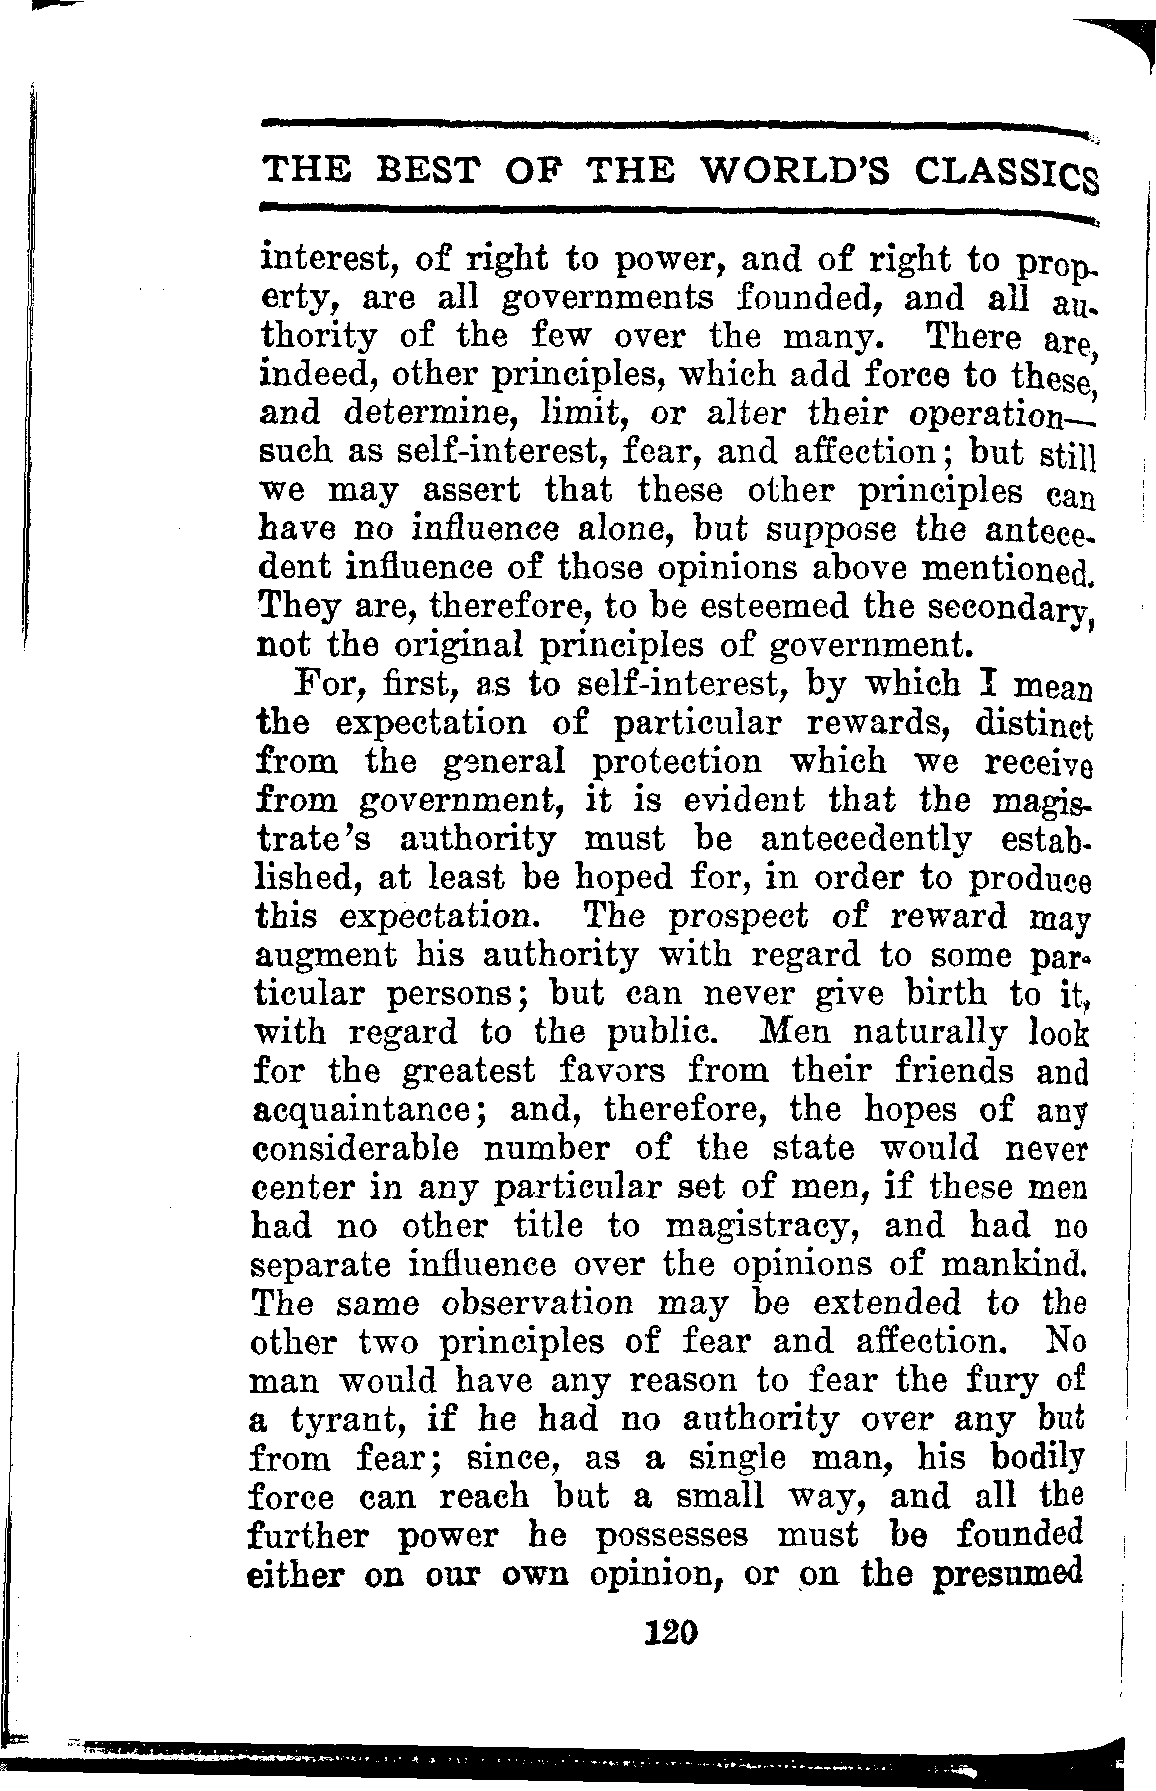 THE BEST OF THE WORLD'S CLASSICS
interest, of right to power, and of right to prop-
erty, are all governments founded, and all au-
thority of the few over the many. There are,
indeed, other principles, which add force to these,
and determine, limit, or alter their operation—
such as self-interest, fear, and affection; but still
we may assert that these other principles can
have no influence alone, but suppose the antece-
dent influence of those opinions above mentioned.
They are, therefore, to be esteemed the secondary,
not the original principles of government.
For, first, as to self-interest, by which I mean
the expectation of particular rewards, distinct
from the general protection which we receive
from government, it is evident that the magis-
trate's authority must be antecedently estab-
lished, at least be hoped for, in order to produce
this expectation. The prospect of reward may
augment his authority with regard to some par-
ticular persons; but can never give birth to it,
with regard to the public. Men naturally look
for the greatest favors from their friends and
acquaintance; and, therefore, the hopes of any
considerable number of the state would never
center in any particular set of men, if these men
had no other title to magistracy, and had no
separate influence over the opinions of mankind.
The same observation may be extended to the
other two principles of fear and affection. No
man would have any reason to fear the fury of
a tyrant, if he had no authority over any but
from fear; since, as a single man, his bodily
force can reach but a small way, and all the
further power he possesses must be founded
either on our own opinion, or on the presumed
120